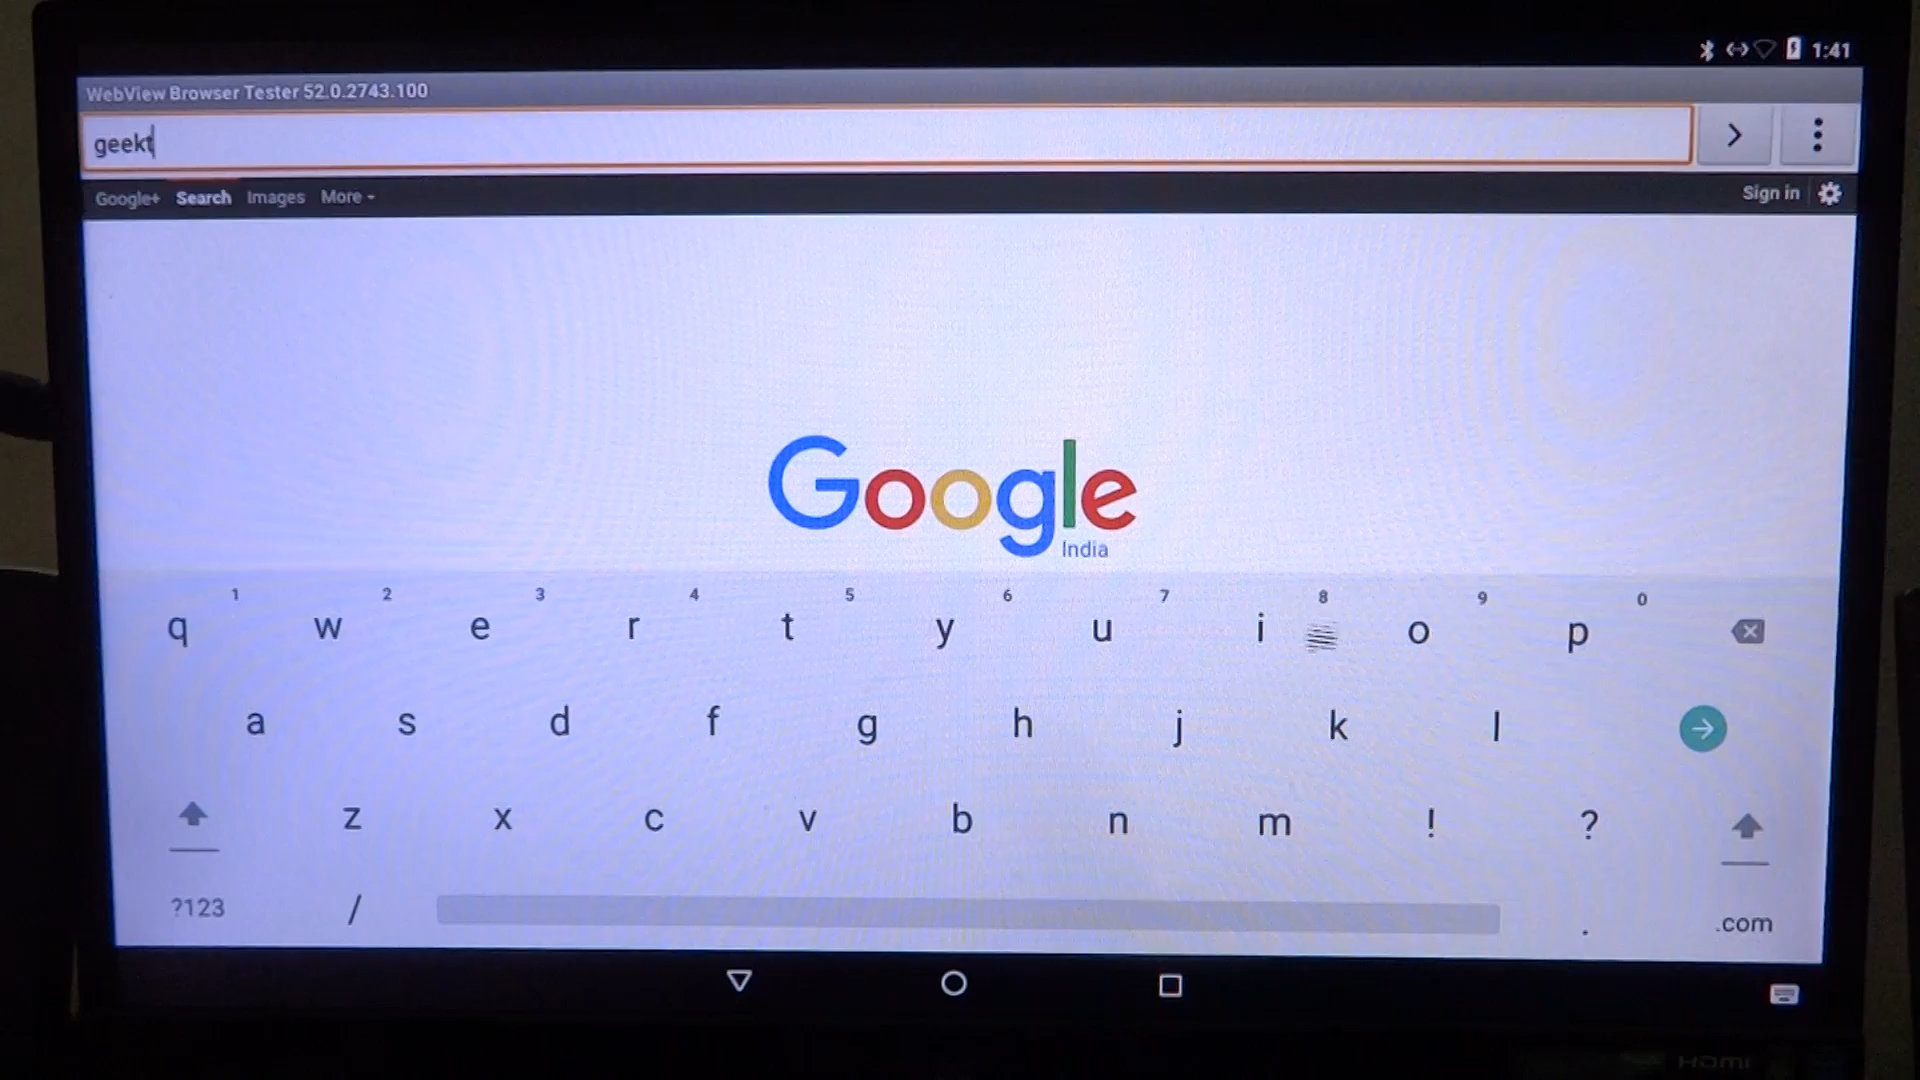 1:41
WebView Browser Tester 52.0.2743.100
geekt
Google+ Search Images More Sign in
Google
India
1 2 3 4 5 6 7 8 9 0
q w e r t y u i o p
a s d f g h j k l
z x c v b n m ! ?
?123 / . .com
HDMI